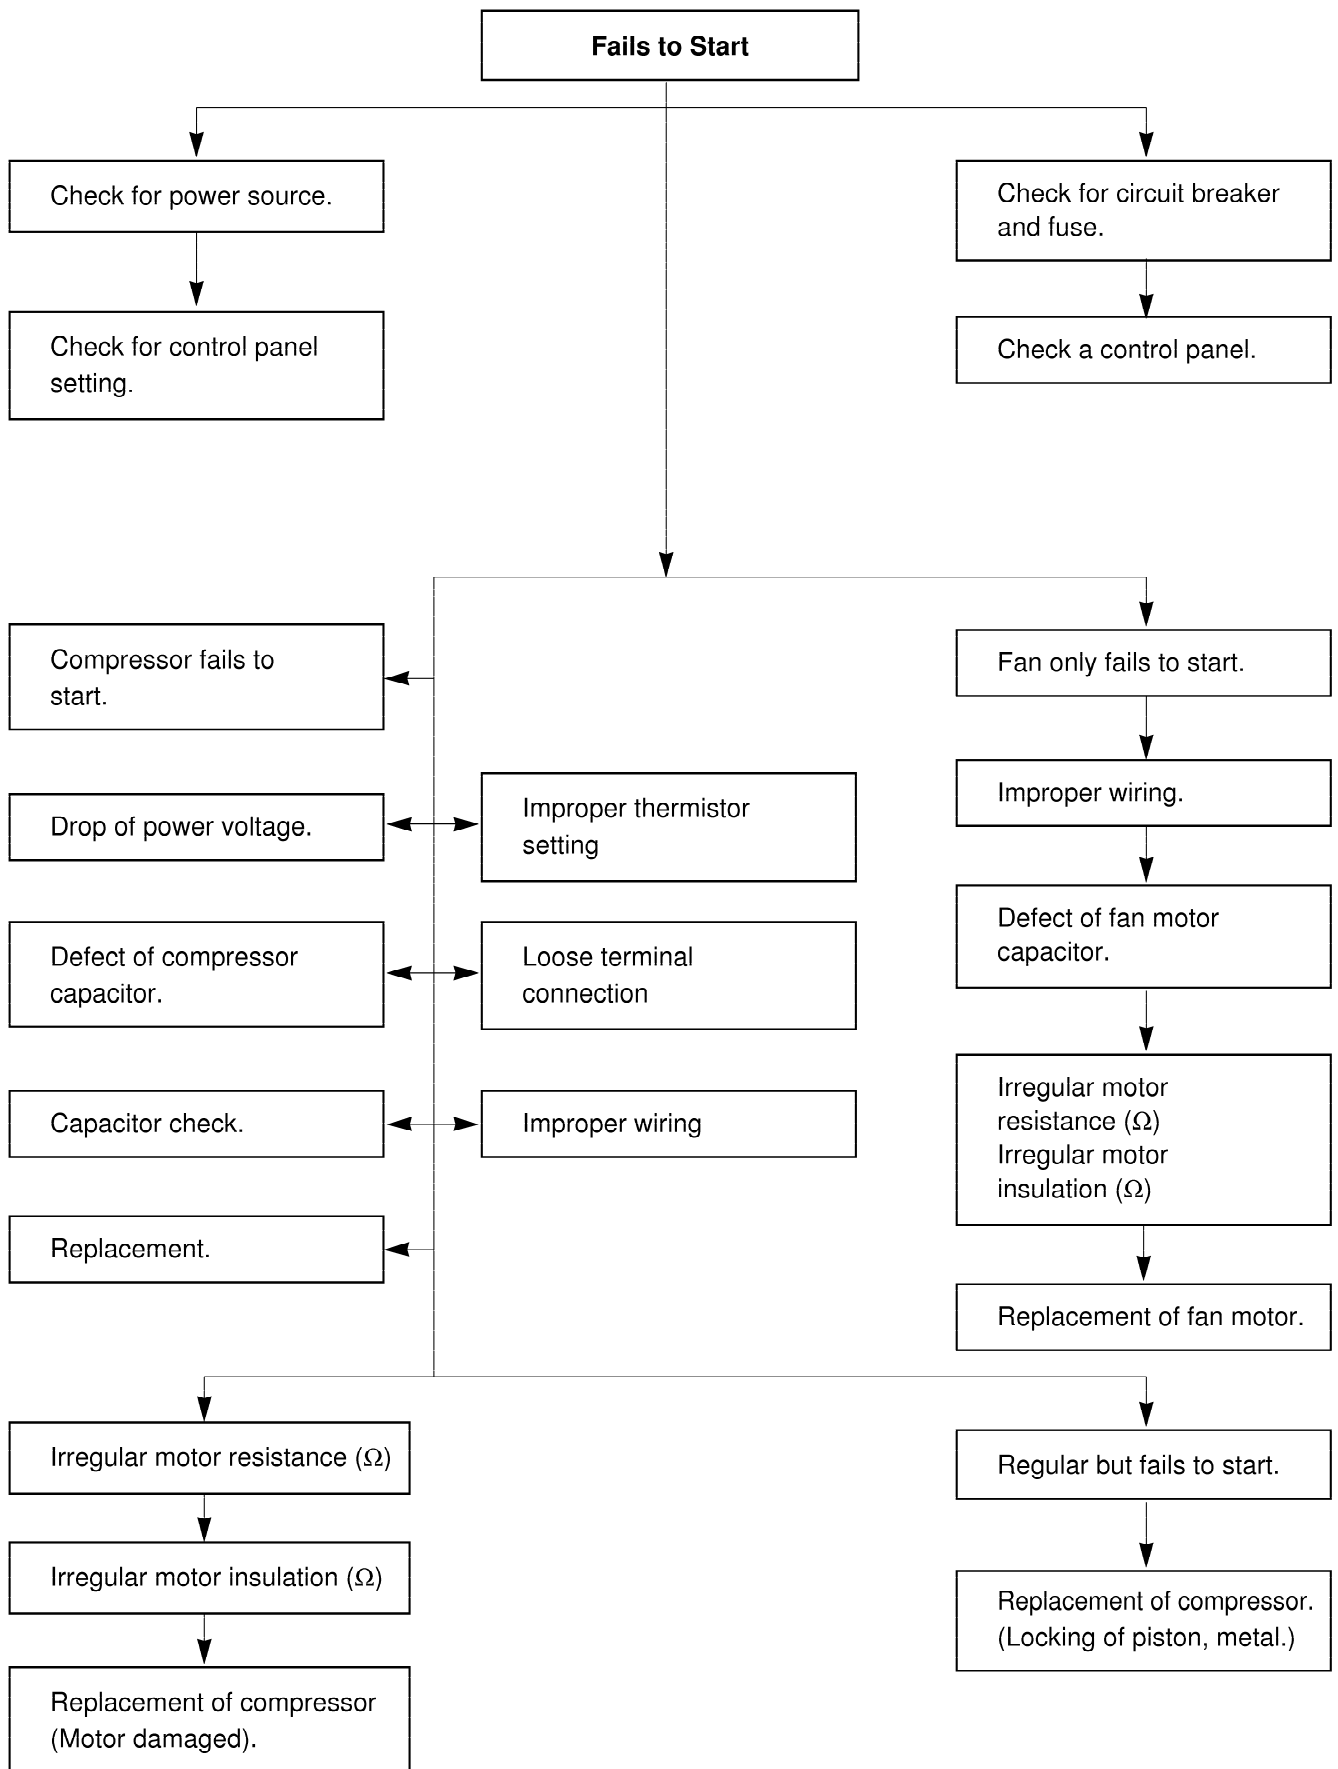 Fails to Start
Check for power source.
Check for circuit breaker
and fuse.
Check for control panel
setting.
Check a control panel.
Compressor fails to
start.
Fan only fails to start.
Drop of power voltage.
Improper thermistor
setting
Improper wiring.
Defect of compressor
capacitor.
Loose terminal
connection
Defect of fan motor
capacitor.
Capacitor check.
Improper wiring
Irregular motor
resistance (Ω)
Irregular motor
insulation (Ω)
Replacement.
Replacement of fan motor.
Irregular motor resistance (Ω)
Regular but fails to start.
Irregular motor insulation (Ω)
Replacement of compressor.
(Locking of piston, metal.)
Replacement of compressor
(Motor damaged).